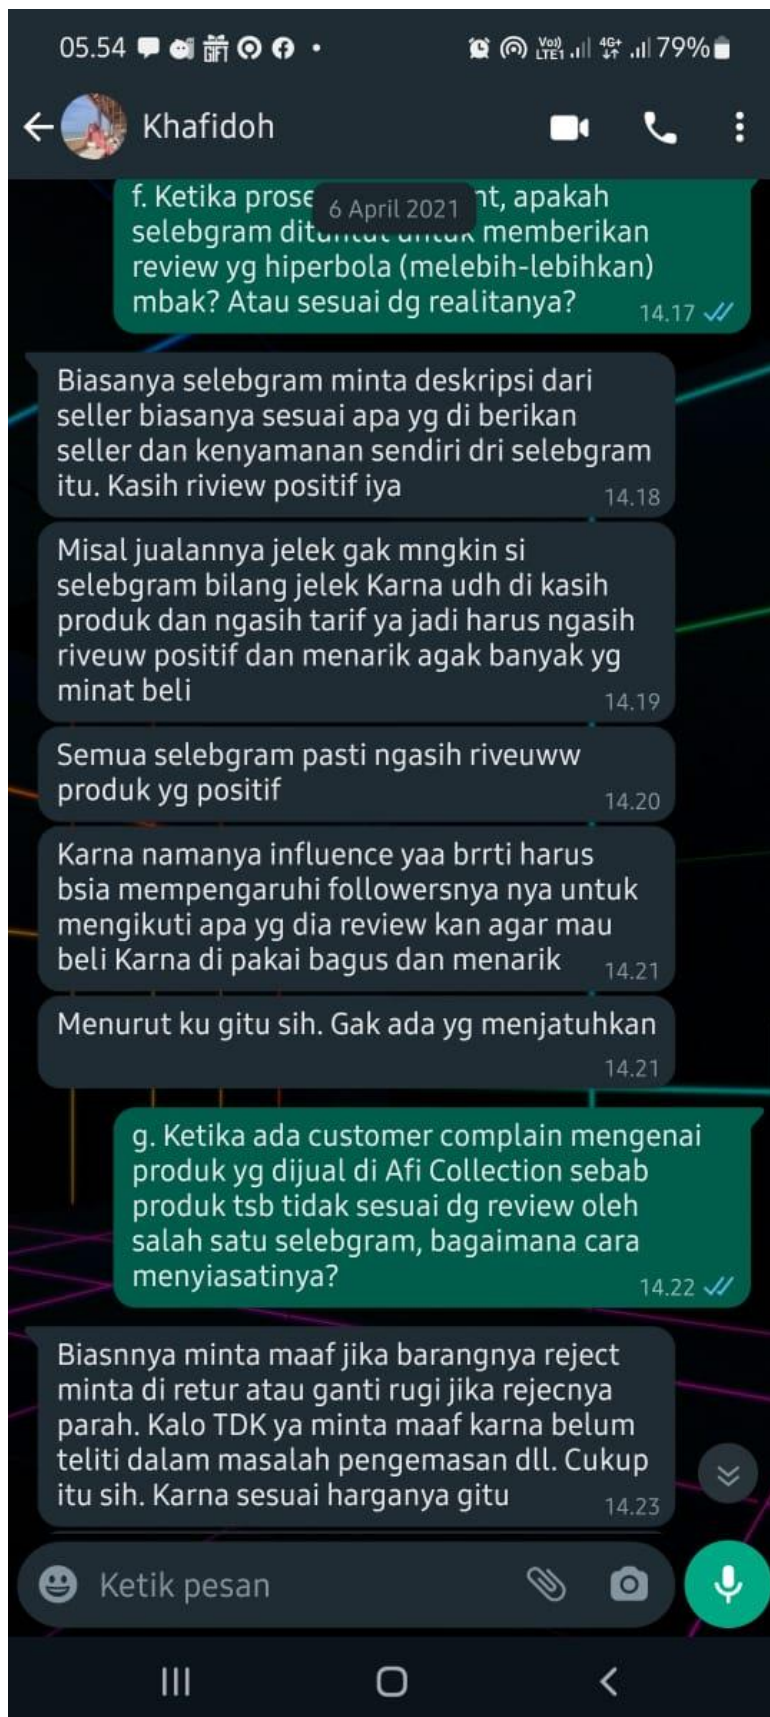 05.54
Vo)) LTE1 4G+ 79%
Khafidoh
6 April 2021
f. Ketika prose nt, apakah
selebgram dituntut untuk memberikan
review yg hiperbola (melebih-lebihkan)
mbak? Atau sesuai dg realitanya?
14.17
Biasanya selebgram minta deskripsi dari
seller biasanya sesuai apa yg di berikan
seller dan kenyamanan sendiri dri selebgram
itu. Kasih riview positif iya
14.18
Misal jualannya jelek gak mngkin si
selebgram bilang jelek Karna udh di kasih
produk dan ngasih tarif ya jadi harus ngasih
riveuw positif dan menarik agak banyak yg
minat beli
14.19
Semua selebgram pasti ngasih riveuww
produk yg positif
14.20
Karna namanya influence yaa brrti harus
bsia mempengaruhi followersnya nya untuk
mengikuti apa yg dia review kan agar mau
beli Karna di pakai bagus dan menarik
14.21
Menurut ku gitu sih. Gak ada yg menjatuhkan
14.21
g. Ketika ada customer complain mengenai
produk yg dijual di Afi Collection sebab
produk tsb tidak sesuai dg review oleh
salah satu selebgram, bagaimana cara
menyiasatinya?
14.22
Biasnnya minta maaf jika barangnya reject
minta di retur atau ganti rugi jika rejecnya
parah. Kalo TDK ya minta maaf karna belum
teliti dalam masalah pengemasan dll. Cukup
itu sih. Karna sesuai harganya gitu
14.23
Ketik pesan